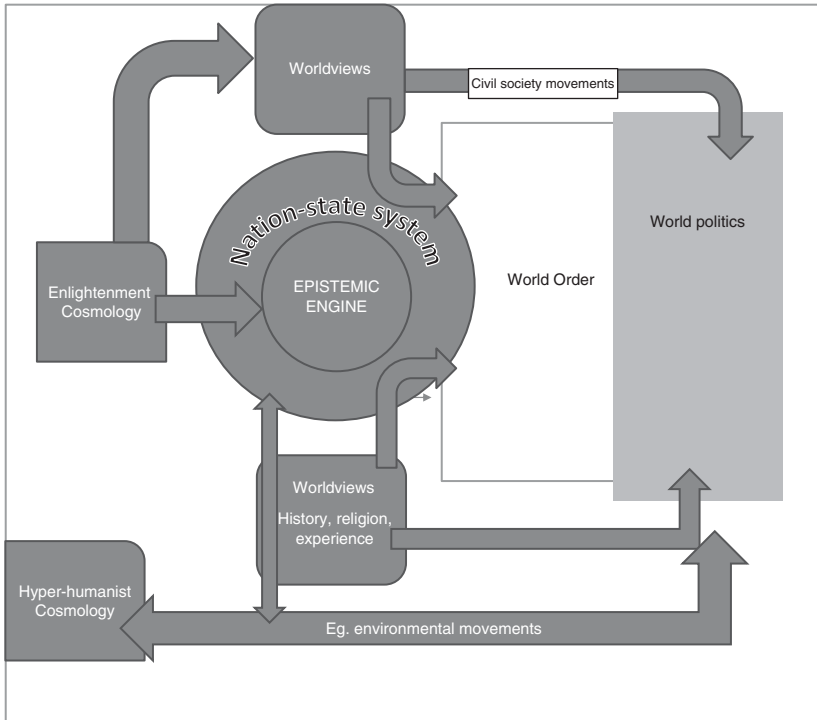 Worldviews
Civil society movements
World politics
Nation-state system
World Order
EPISTEMIC
ENGINE
Enlightenment
Cosmology
Worldviews
History, religion,
experience
Hyper-humanist
Cosmology
Eg. environmental movements